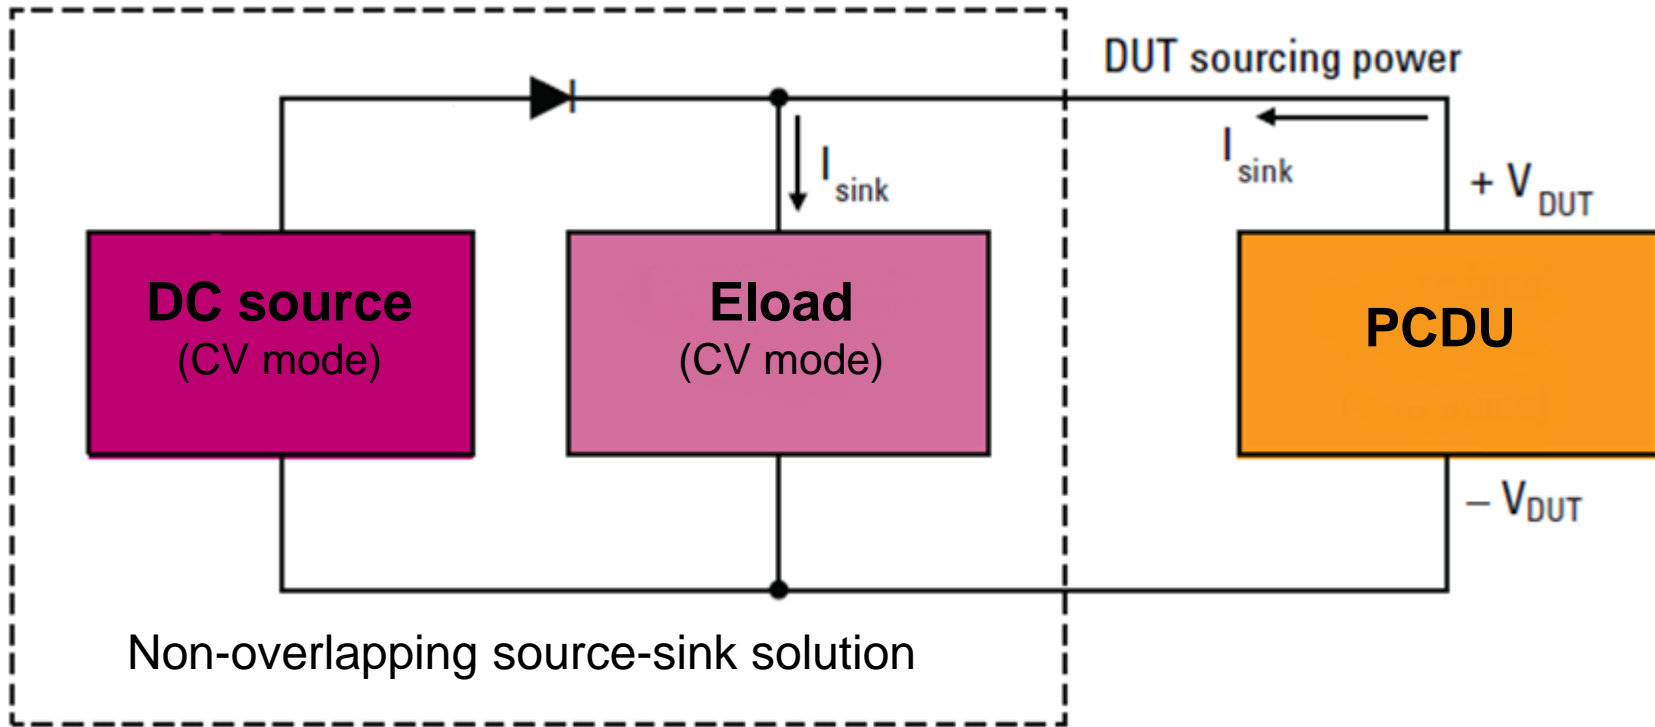 DUT sourcing power
I sink
I sink
+ V DUT
DC source
(CV mode)
Eload
(CV mode)
PCDU
– VDUT
Non-overlapping source-sink solution